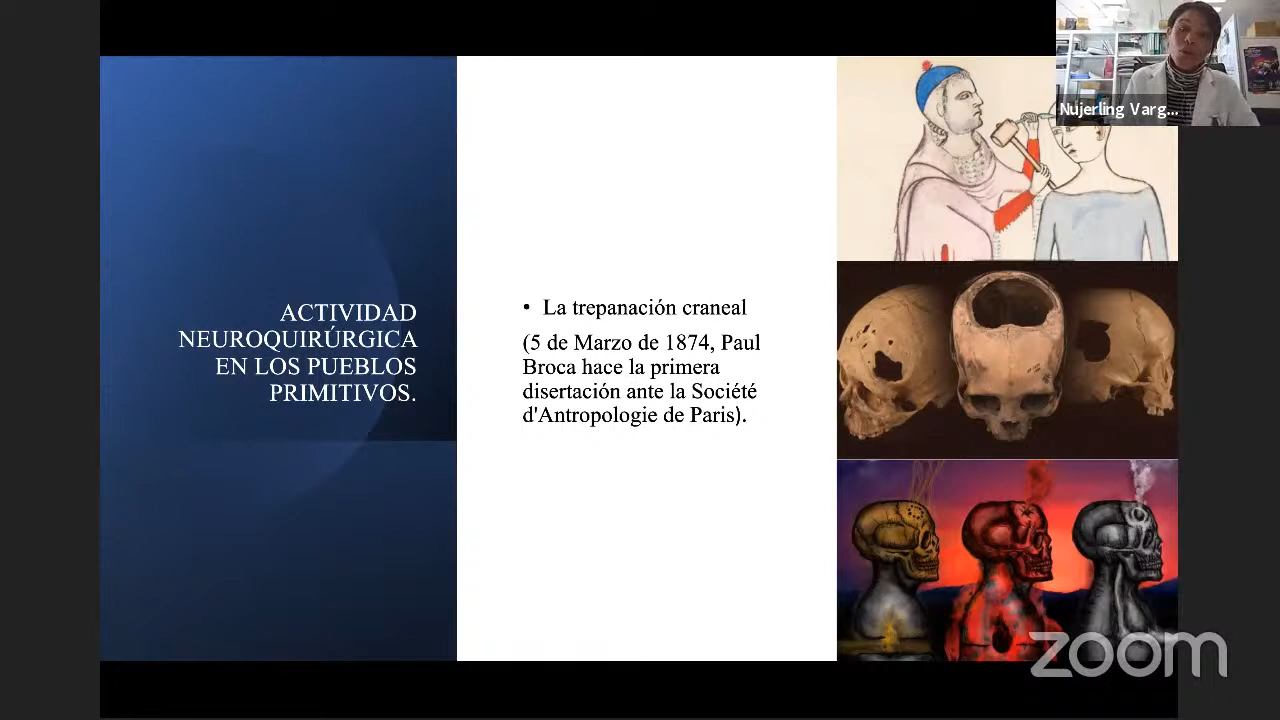 ACTIVIDAD
NEUROQUIRÚRGICA
EN LOS PUEBLOS
PRIMITIVOS.
• La trepanación craneal
(5 de Marzo de 1874, Paul
Broca hace la primera
disertación ante la Société
d'Antropologie de Paris).
Nujerling Varg...
zoom